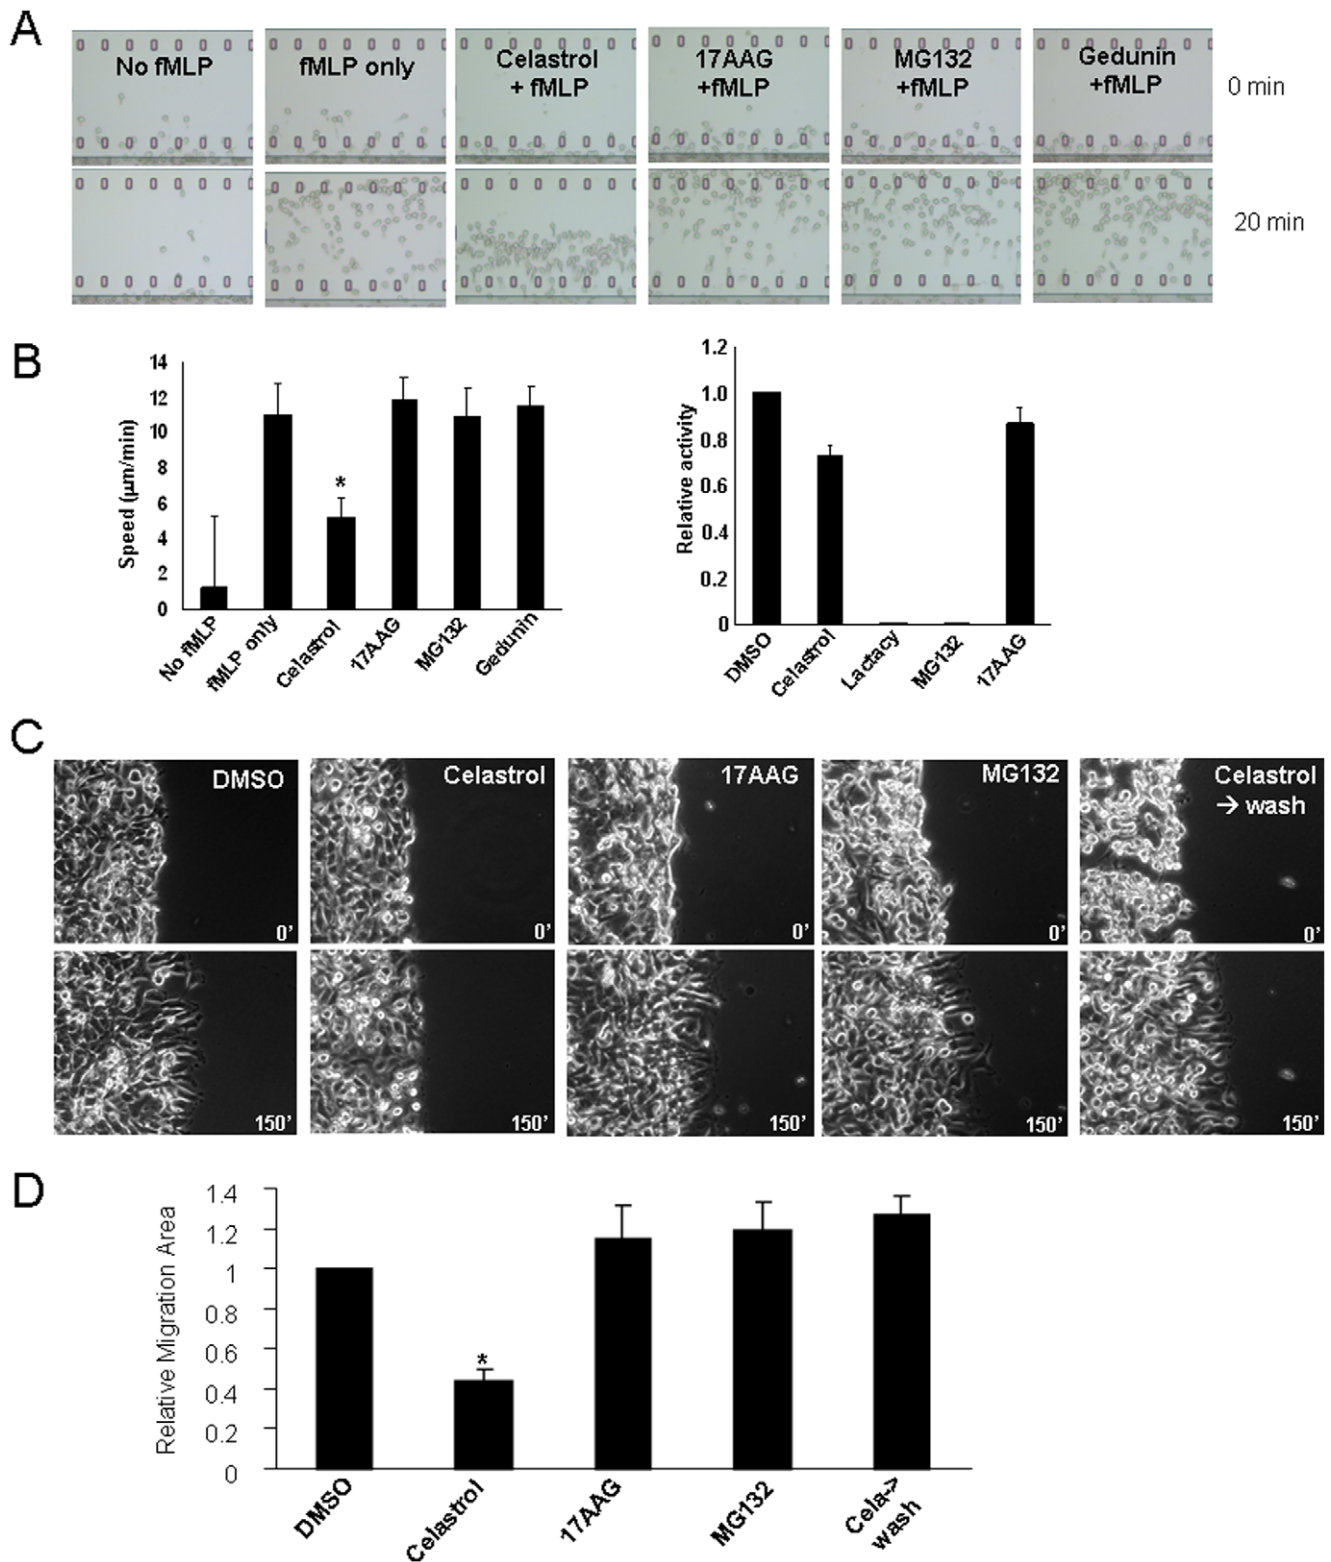 A
No fMLP
fMLP only
Celastrol
+ fMLP
17AAG
+fMLP
MG132
+fMLP
Gedunin
+fMLP
0 min
20 min
B
14
12
10
8
6
4
2
0
Speed (μm/min)
*
No fMLP
fMLP only
Celastrol
17AAG
MG132
Gedunin
1.2
1.0
0.8
0.6
0.4
0.2
0
Relative activity
DMSO
Celastrol
Lactacy
MG132
17AAG
C
DMSO
0'
Celastrol
0'
17AAG
0'
MG132
0'
Celastrol
→ wash
0'
150'
150'
150'
150'
150'
D
1.4
1.2
1
0.8
0.6
0.4
0.2
0
Relative Migration Area
*
DMSO
Celastrol
17AAG
MG132
Cela->
wash